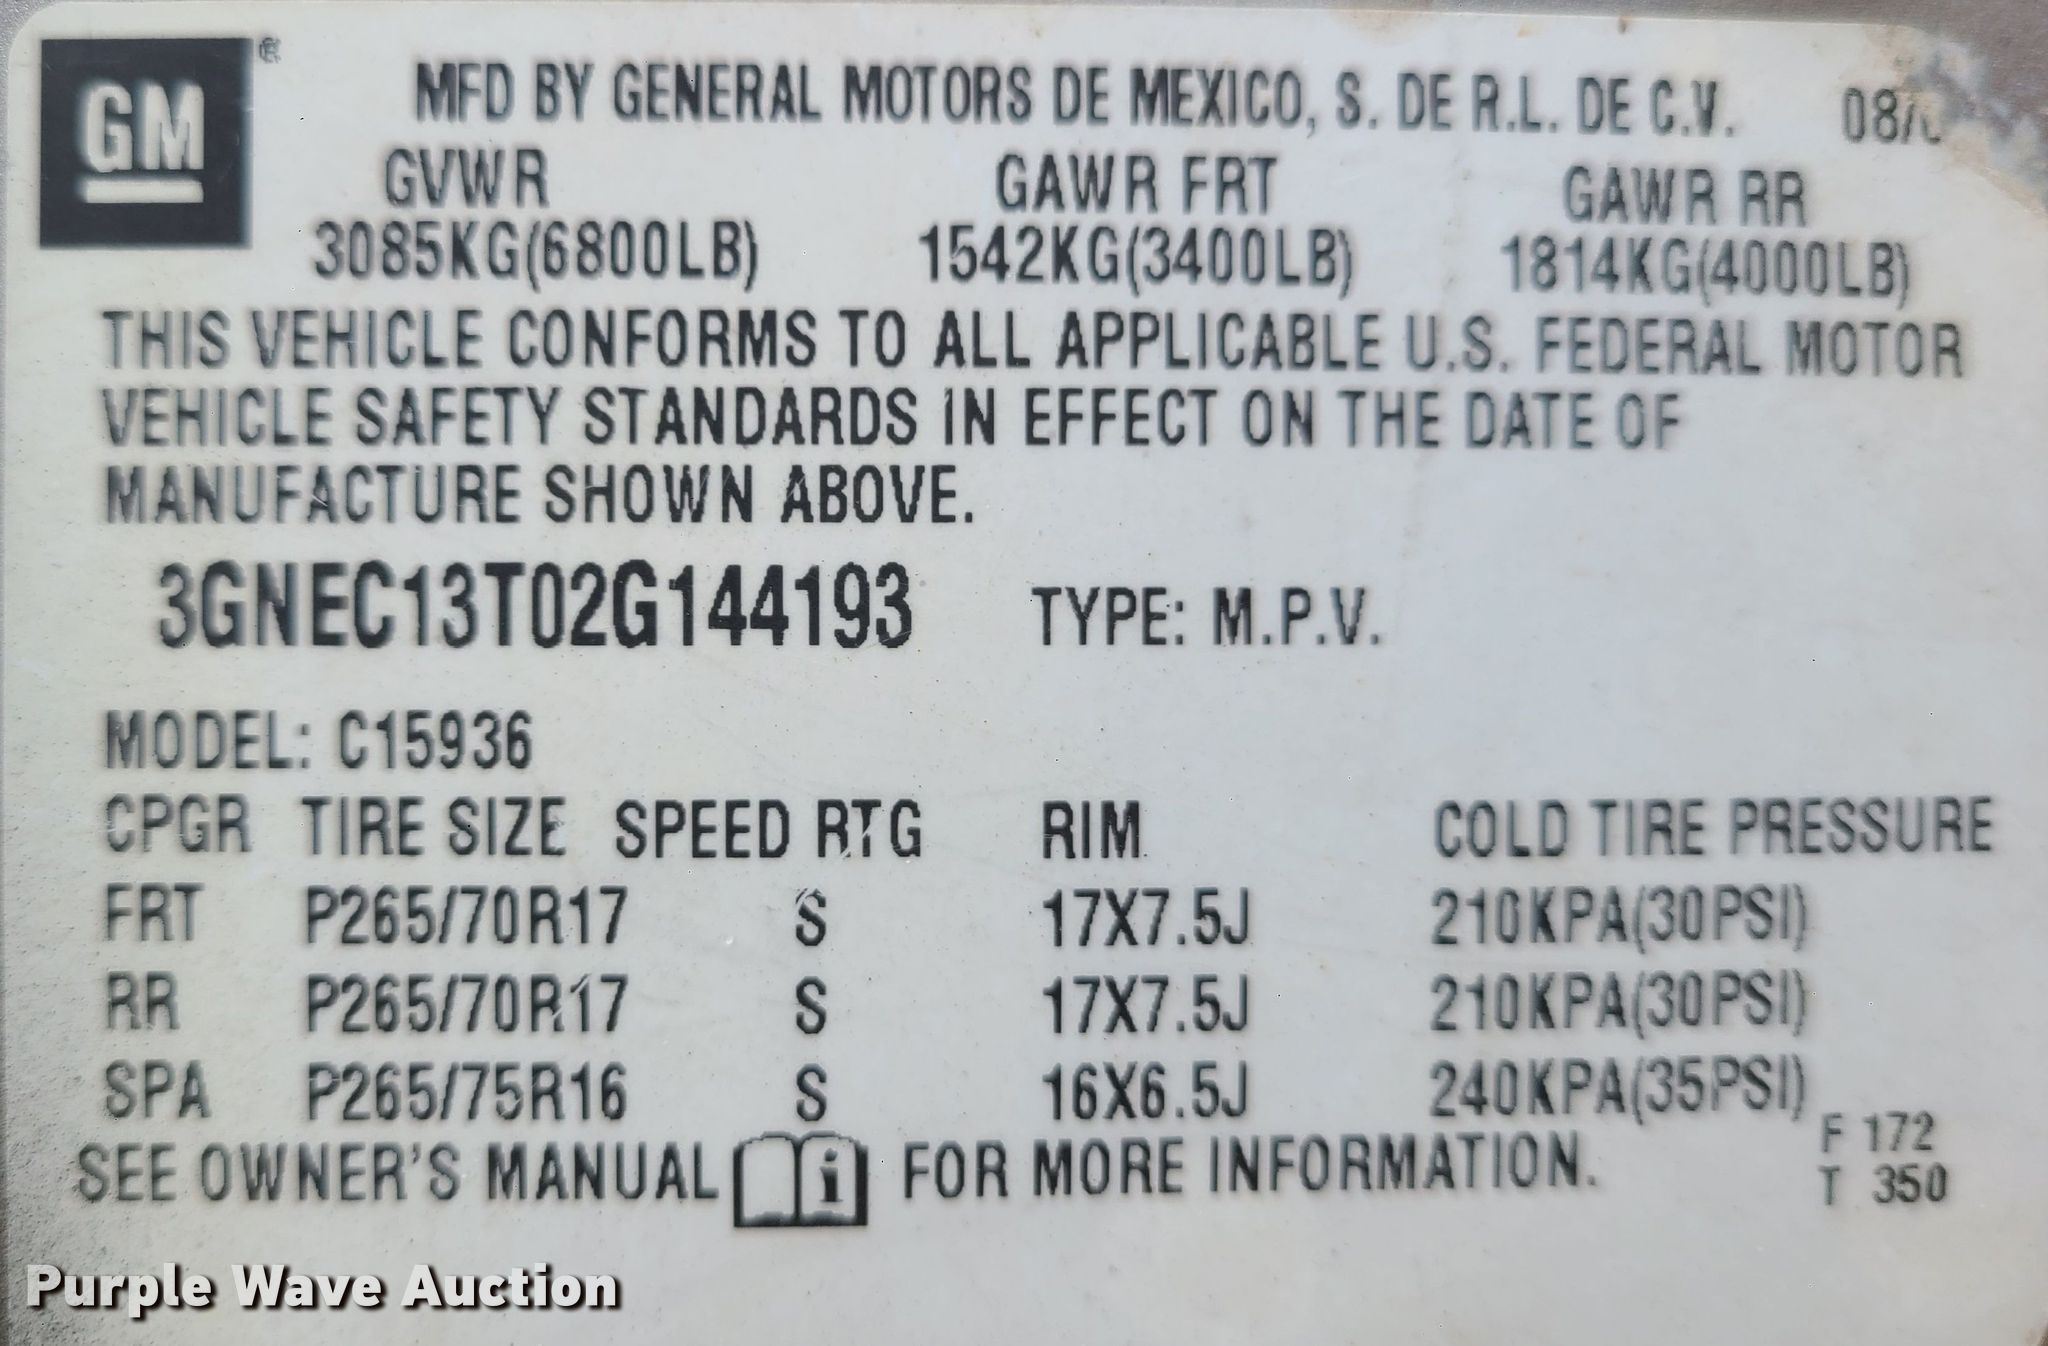 GM ®
MFD BY GENERAL MOTORS DE MEXICO, S. DE R.L. DE C.V. 08/
GVWR GAWR FRT GAWR RR
3085KG(6800LB) 1542KG(3400LB) 1814KG(4000LB)
THIS VEHICLE CONFORMS TO ALL APPLICABLE U.S. FEDERAL MOTOR
VEHICLE SAFETY STANDARDS IN EFFECT ON THE DATE OF
MANUFACTURE SHOWN ABOVE.
3GNEC13T02G144193 TYPE: M.P.V.
MODEL: C15936
CPGR TIRE SIZE SPEED RTG RIM COLD TIRE PRESSURE
FRT P265/70R17 S 17X7.5J 210KPA(30PSI)
RR P265/70R17 S 17X7.5J 210KPA(30PSI)
SPA P265/75R16 S 16X6.5J 240KPA(35PSI)
SEE OWNER'S MANUAL i FOR MORE INFORMATION.
F 172
T 350
Purple Wave Auction